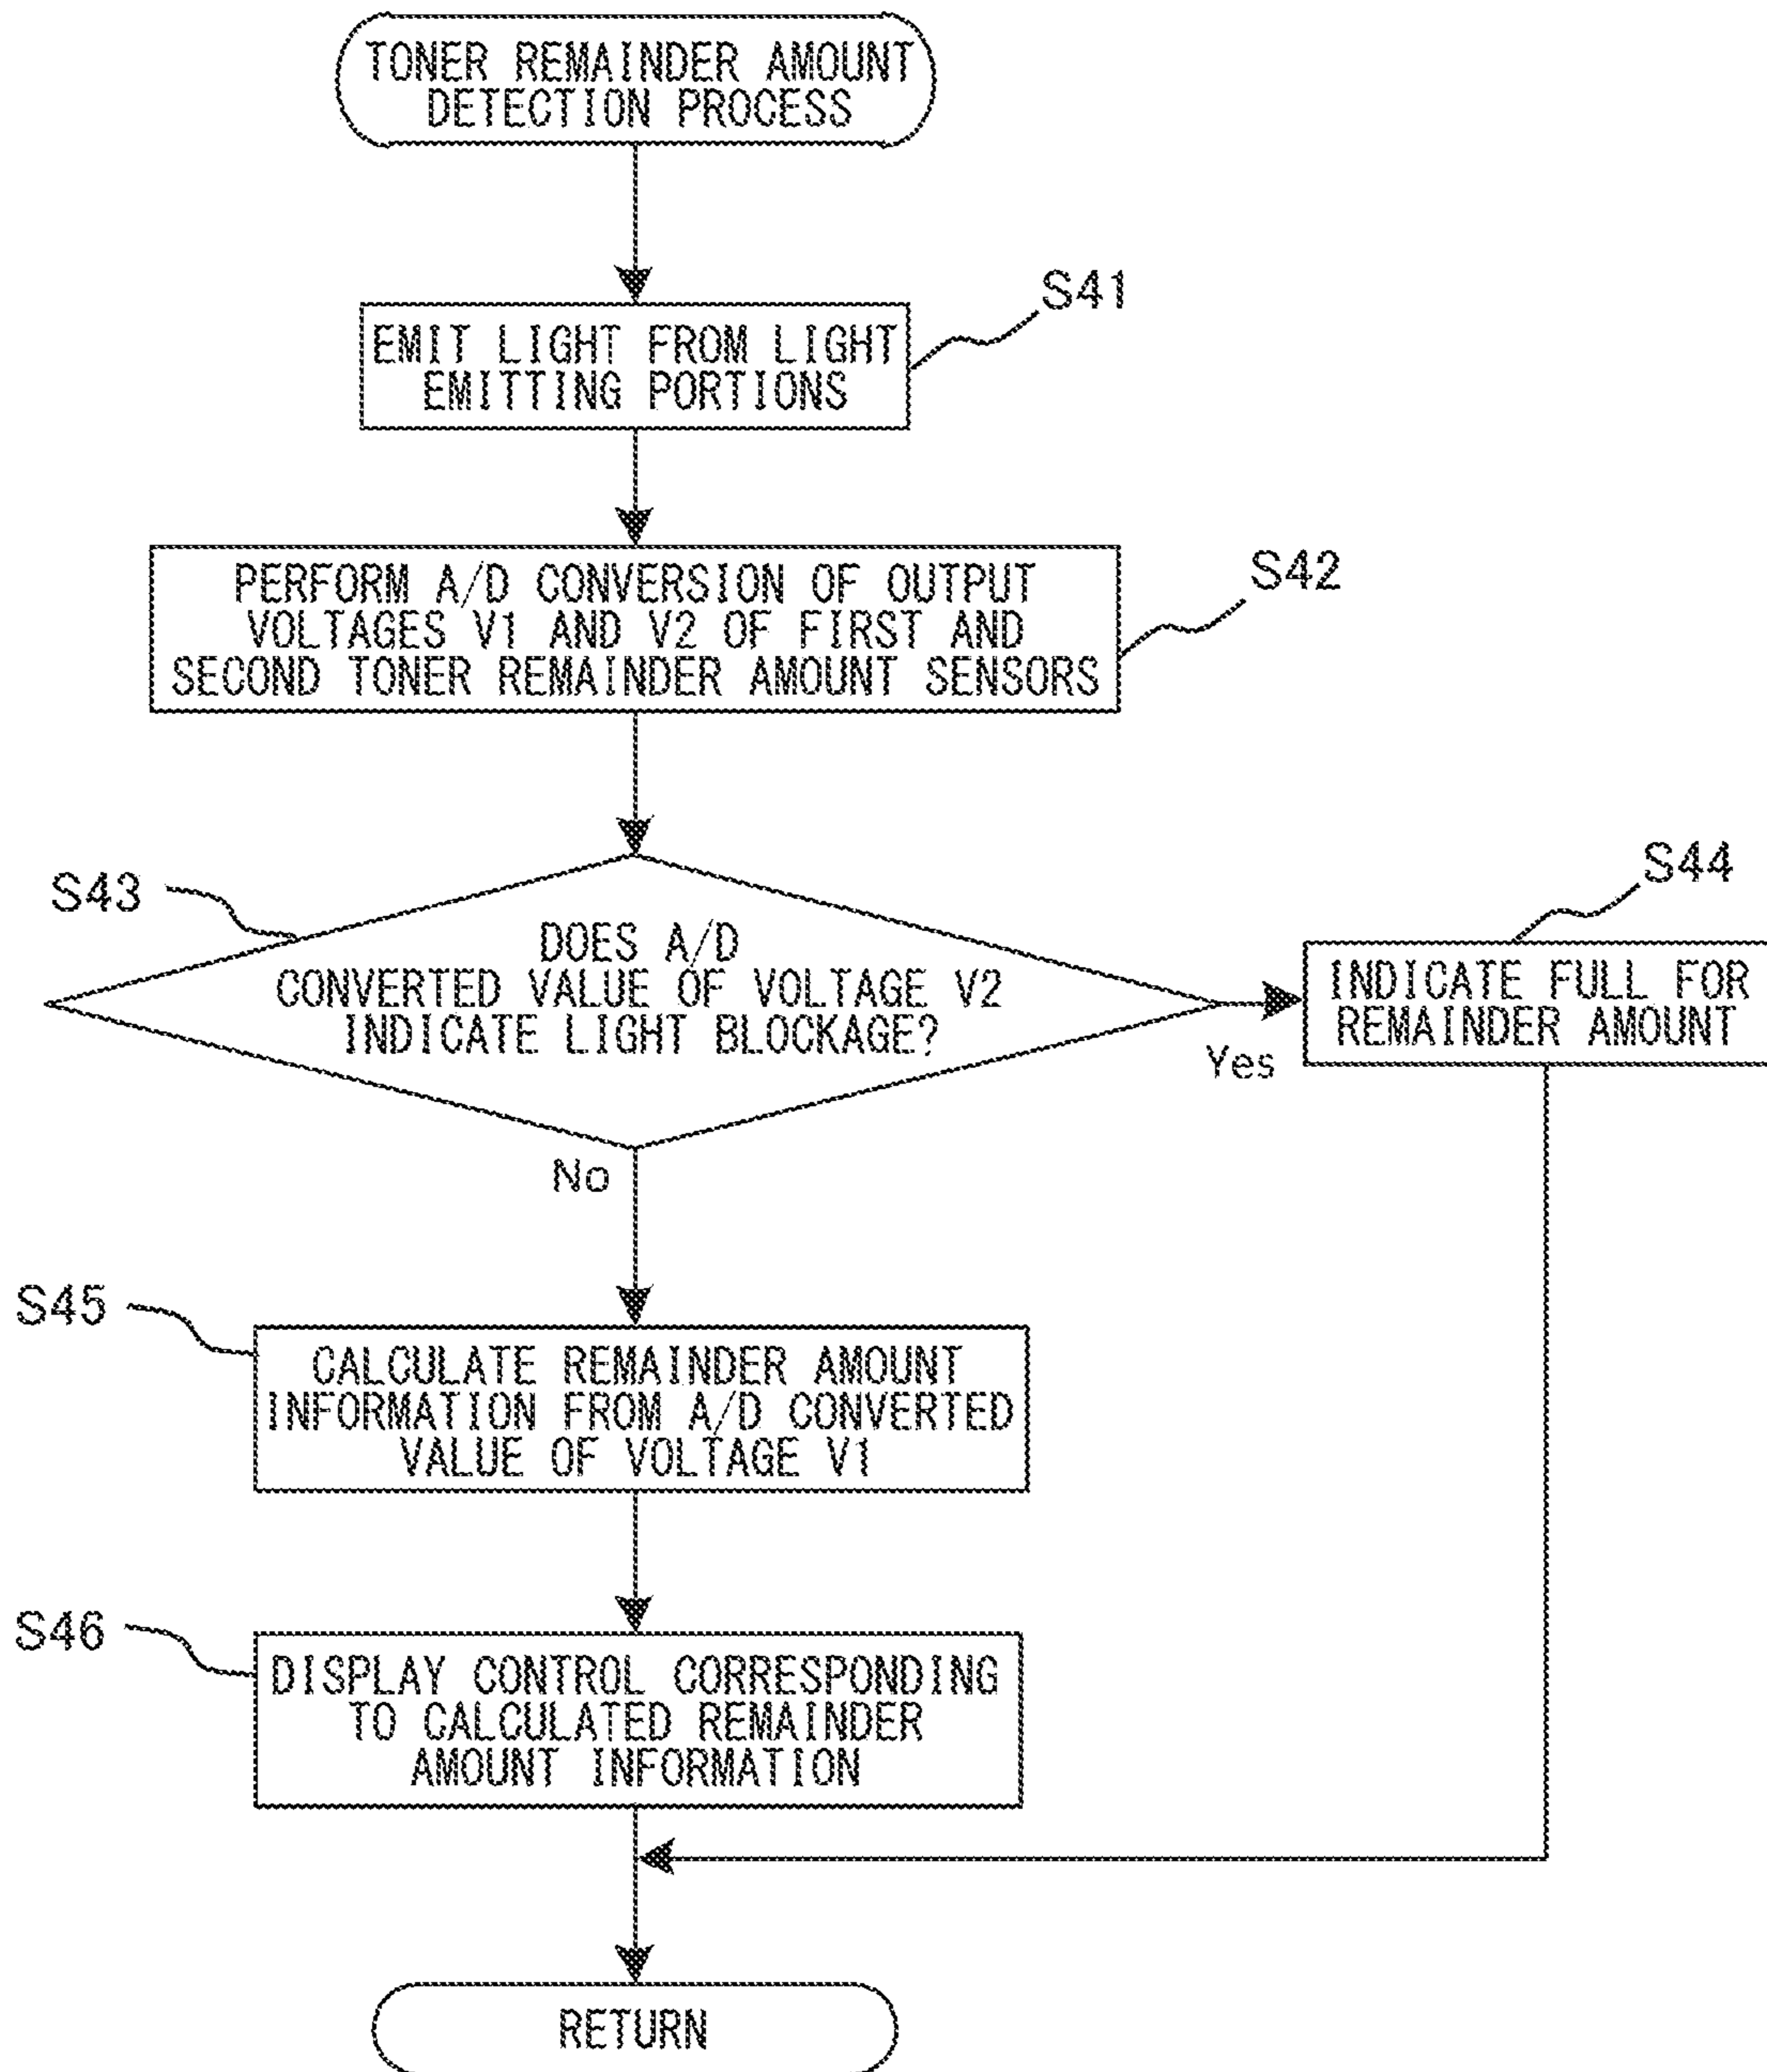 TONER REMAINDER AMOUNT
DETECTION PROCESS
S41
EMIT LIGHT FROM LIGHT
EMITTING PORTIONS
S42
PERFORM A/D CONVERSION OF OUTPUT
VOLTAGES V1 AND V2 OF FIRST AND
SECOND TONER REMAINDER AMOUNT SENSORS
S43
DOES A/D
CONVERTED VALUE OF VOLTAGE V2
INDICATE LIGHT BLOCKAGE?
Yes
S44
INDICATE FULL FOR
REMAINDER AMOUNT
No
S45
CALCULATE REMAINDER AMOUNT
INFORMATION FROM A/D CONVERTED
VALUE OF VOLTAGE V1
S46
DISPLAY CONTROL CORRESPONDING
TO CALCULATED REMAINDER
AMOUNT INFORMATION
RETURN